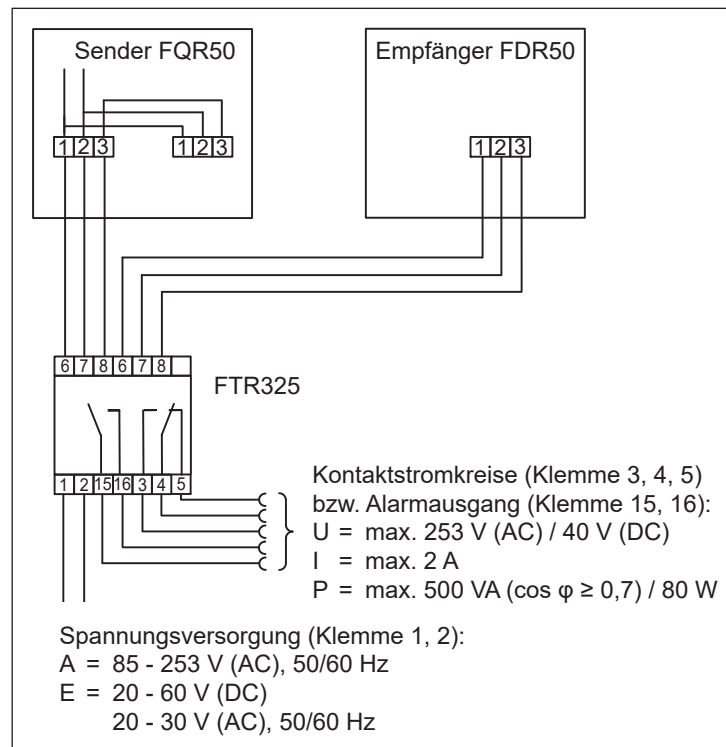 Sender FQR50
Empfänger FDR50
1 2 3
1 2 3
1 2 3
6 7 8 6 7 8
FTR325
1 2 15 16 3 4 5
Kontaktstromkreise (Klemme 3, 4, 5)
bzw. Alarmausgang (Klemme 15, 16):
U = max. 253 V (AC) / 40 V (DC)
I = max. 2 A
P = max. 500 VA (cos φ ≥ 0,7) / 80 W
Spannungsversorgung (Klemme 1, 2):
A = 85 - 253 V (AC), 50/60 Hz
E = 20 - 60 V (DC)
20 - 30 V (AC), 50/60 Hz